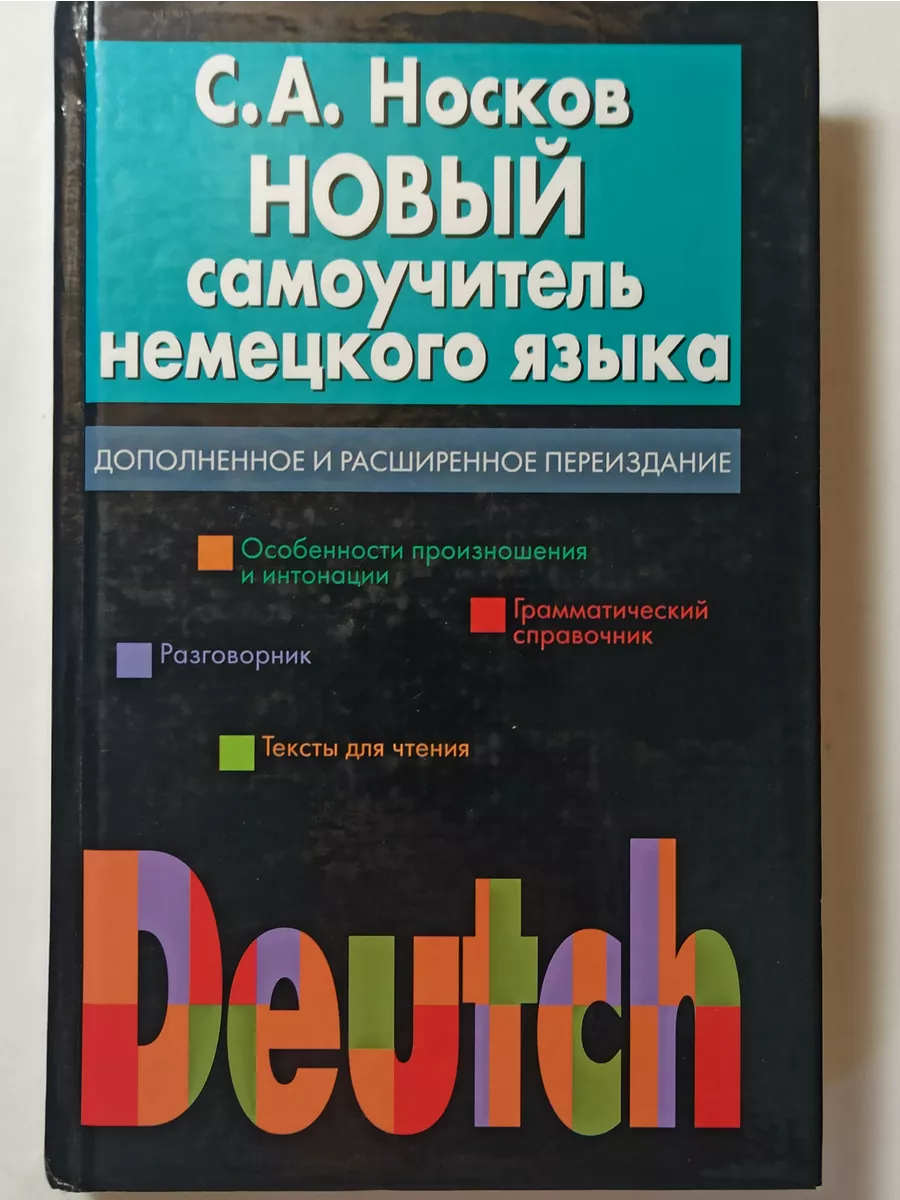 С.А. Носков
НОВЫЙ
самоучитель
немецкого языка
ДОПОЛНЕННОЕ И РАСШИРЕННОЕ ПЕРЕИЗДАНИЕ
Особенности произношения
и интонации
Грамматический
справочник
Разговорник
Тексты для чтения
Deutch